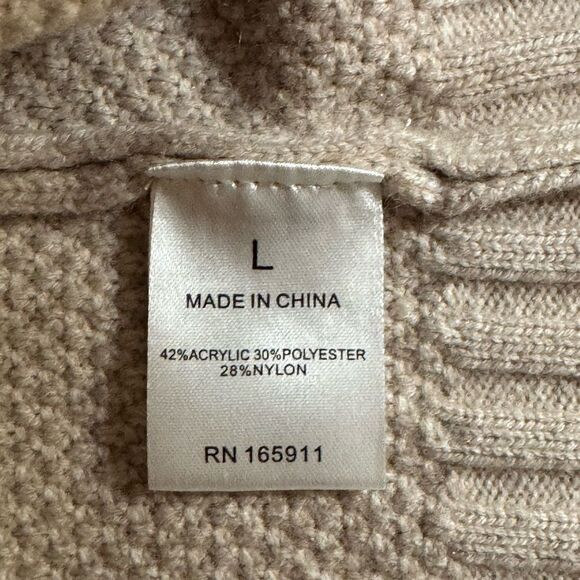 L
MADE IN CHINA
42%ACRYLIC 30%POLYESTER
28%NYLON
RN 165911